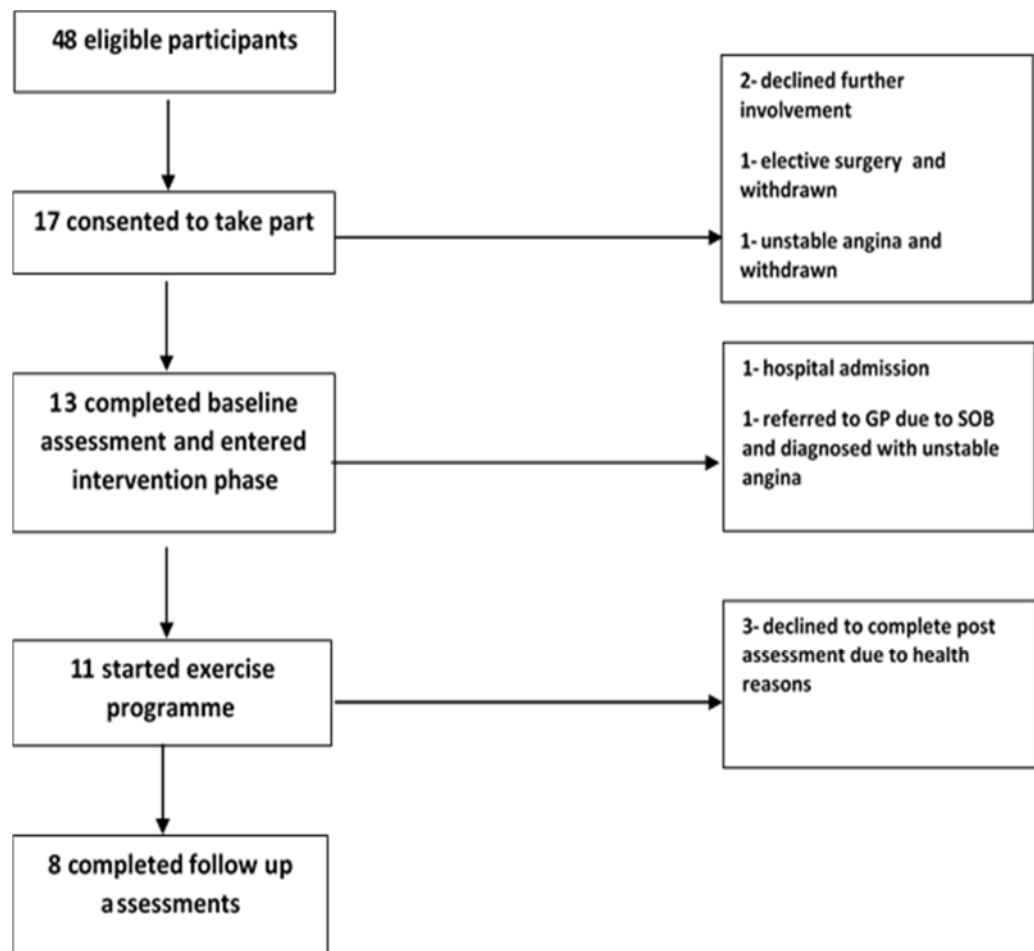 48 eligible participants
2- declined further
involvement
1- elective surgery and
withdrawn
1- unstable angina and
withdrawn
17 consented to take part
1- hospital admission
1- referred to GP due to SOB
and diagnosed with unstable
angina
13 completed baseline
assessment and entered
intervention phase
3- declined to complete post
assessment due to health
reasons
11 started exercise
programme
8 completed follow up
assessments